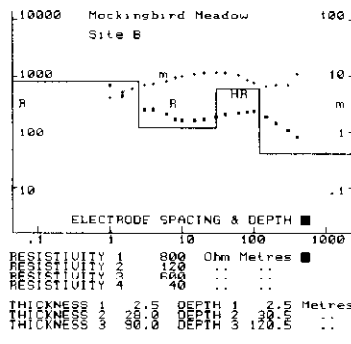 10000 Mockingbird Meadow 100.
Site B
1000 m 10
R R HR m
100 1
10 .1
ELECTRODE SPACING & DEPTH
.1 1 10 100 1000
RESISTIVITY 1 800 Ohm Metres
RESISTIVITY 2 120 .. ..
RESISTIVITY 3 600 .. ..
RESISTIVITY 4 40 .. ..
THICKNESS 1 2.5 DEPTH 1 2.5 Metres
THICKNESS 2 28.0 DEPTH 2 30.5 ..
THICKNESS 3 90.0 DEPTH 3 120.5 ..